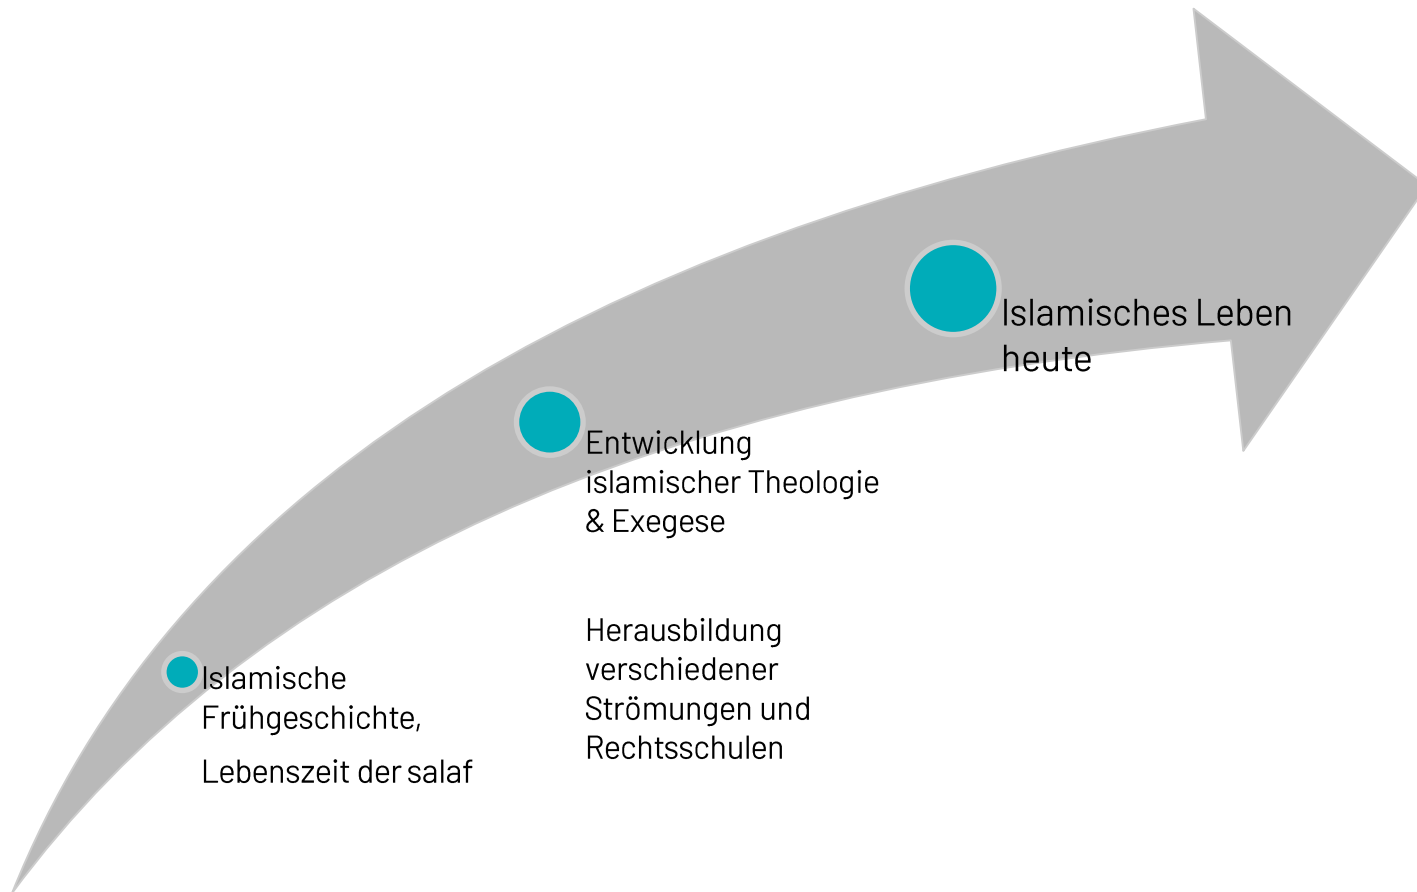 Islamisches Leben
heute
Entwicklung
islamischer Theologie
& Exegese
Herausbildung
verschiedener
Strömungen und
Rechtsschulen
Islamische
Frühgeschichte,
Lebenszeit der salaf